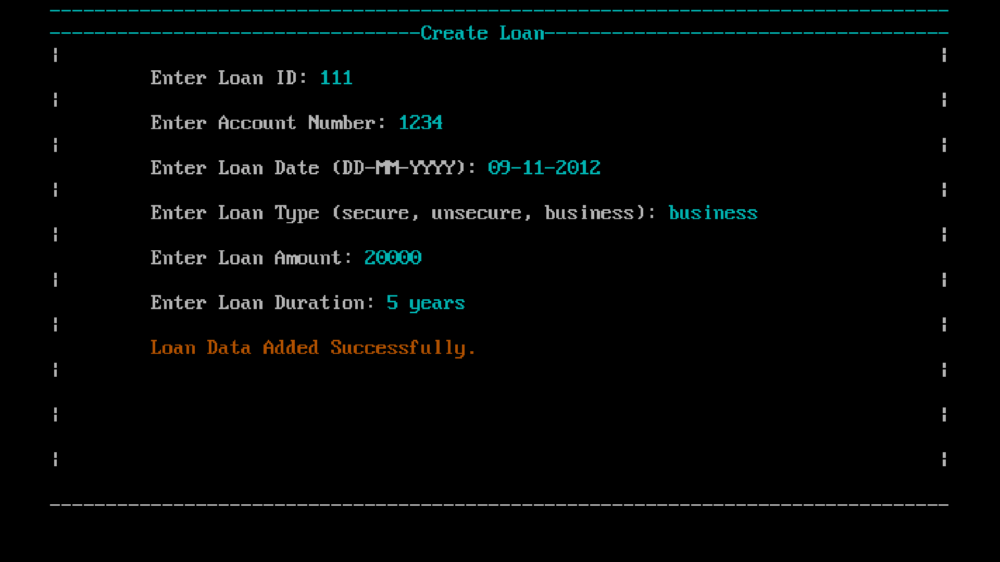 Create Loan
Enter Loan ID: 111
Enter Account Number: 1234
Enter Loan Date (DD-MM-YYYY): 09-11-2012
Enter Loan Type (secure, unsecure, business): business
Enter Loan Amount: 20000
Enter Loan Duration: 5 years
Loan Data Added Successfully.